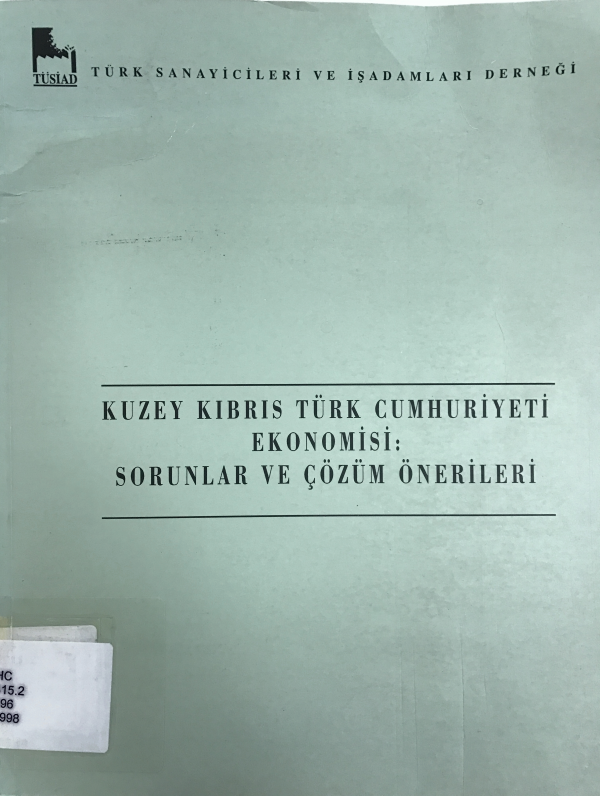 TÜSİAD
TÜRK SANAYİCİLERİ VE İŞADAMLARI DERNEĞİ
KUZEY KIBRIS TÜRK CUMHURİYETİ
EKONOMİSİ:
SORUNLAR VE ÇÖZÜM ÖNERİLERİ
HC
415.2
96
998